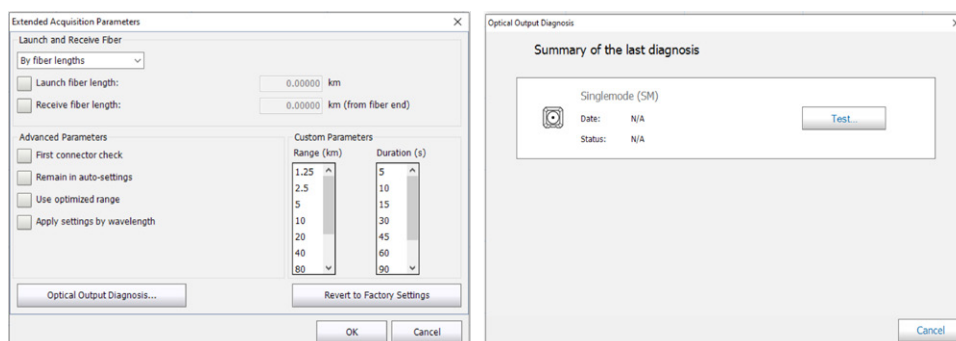 Extended Acquisition Parameters
Launch and Receive Fiber
By fiber lengths
Launch fiber length: 0.00000 km
Receive fiber length: 0.00000 km (from fiber end)
Advanced Parameters
First connector check
Remain in auto-settings
Use optimized range
Apply settings by wavelength
Custom Parameters
Range (km) Duration (s)
1.25 5
2.5 10
5 15
10 30
20 45
40 60
80 90
Optical Output Diagnosis... Revert to Factory Settings
OK Cancel
Optical Output Diagnosis
Summary of the last diagnosis
Singlemode (SM)
Date: N/A
Status: N/A
Test...
Cancel